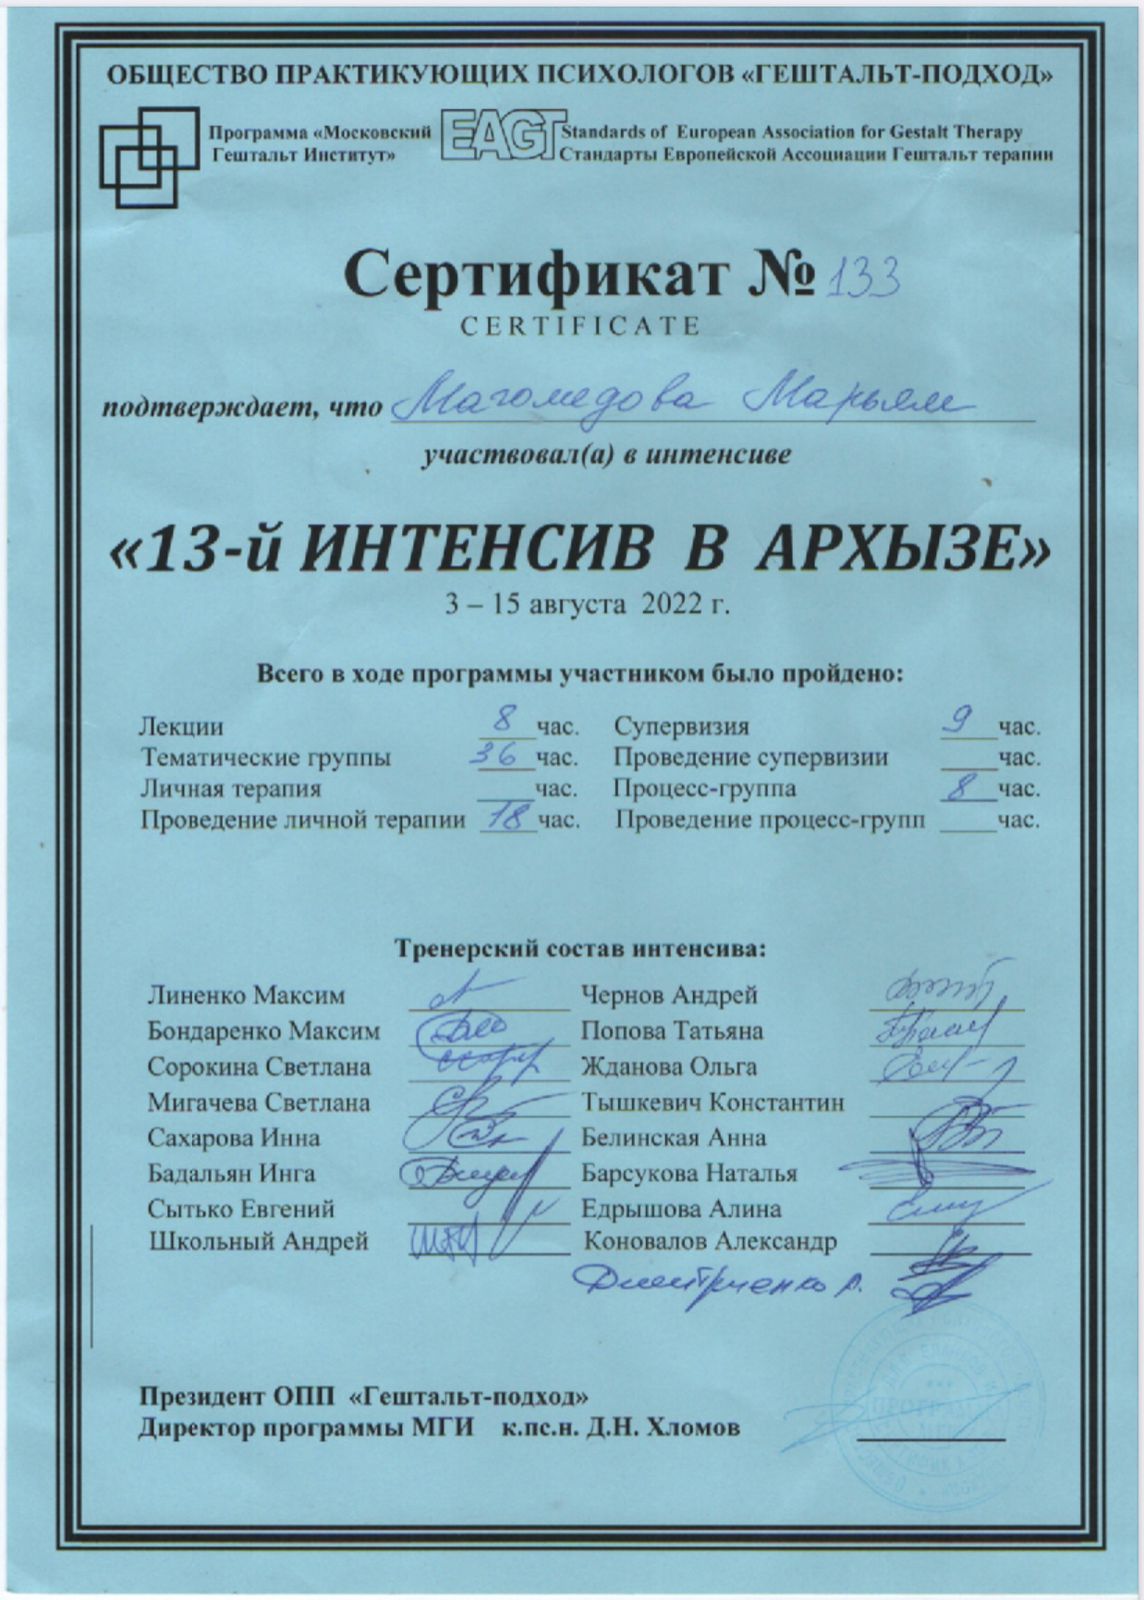 ОБЩЕСТВО ПРАКТИКУЮЩИХ ПСИХОЛОГОВ «ГЕШТАЛЬТ-ПОДХОД»
Программа «Московский Гештальт Институт»
EAGT
Standards of European Association for Gestalt Therapy
Стандарты Европейской Ассоциации Гештальт терапии
Сертификат № 133
CERTIFICATE
подтверждает, что Магомедова Марьям
участвовал(а) в интенсиве
«13-й ИНТЕНСИВ В АРХЫЗЕ»
3 – 15 августа 2022 г.
Всего в ходе программы участником было пройдено:
Лекции 8 час. Супервизия 9 час.
Тематические группы 36 час. Проведение супервизии час.
Личная терапия час. Процесс-группа 8 час.
Проведение личной терапии 18 час. Проведение процесс-групп час.
Тренерский состав интенсива:
Линенко Максим Чернов Андрей
Бондаренко Максим Попова Татьяна
Сорокина Светлана Жданова Ольга
Мигачева Светлана Тышкевич Константин
Сахарова Инна Белинская Анна
Бадальян Инга Барсукова Наталья
Сытько Евгений Едрышова Алина
Школьный Андрей Коновалов Александр
Дмитриенко А.
Президент ОПП «Гештальт-подход»
Директор программы МГИ к.пс.н. Д.Н. Хломов